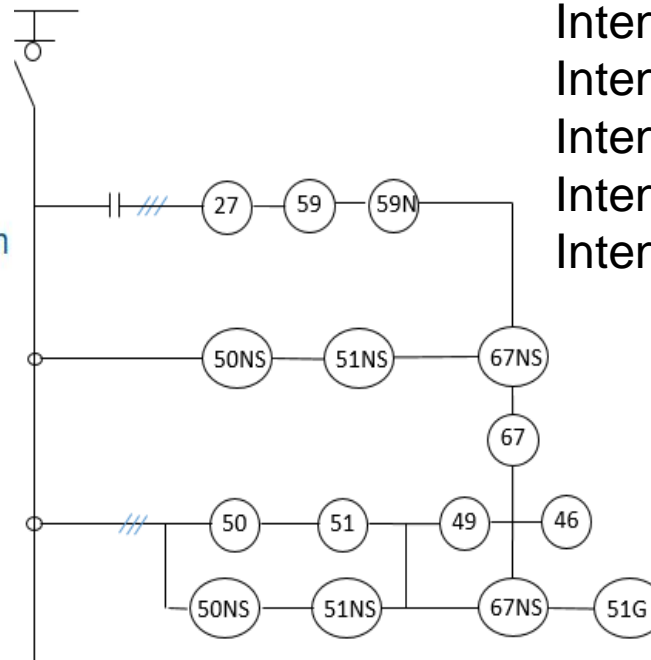 Inter
Inter
Inter
Inter
Inter
n
27 59 59N
50NS 51NS 67NS
67
50 51 49 46
50NS 51NS 67NS 51G